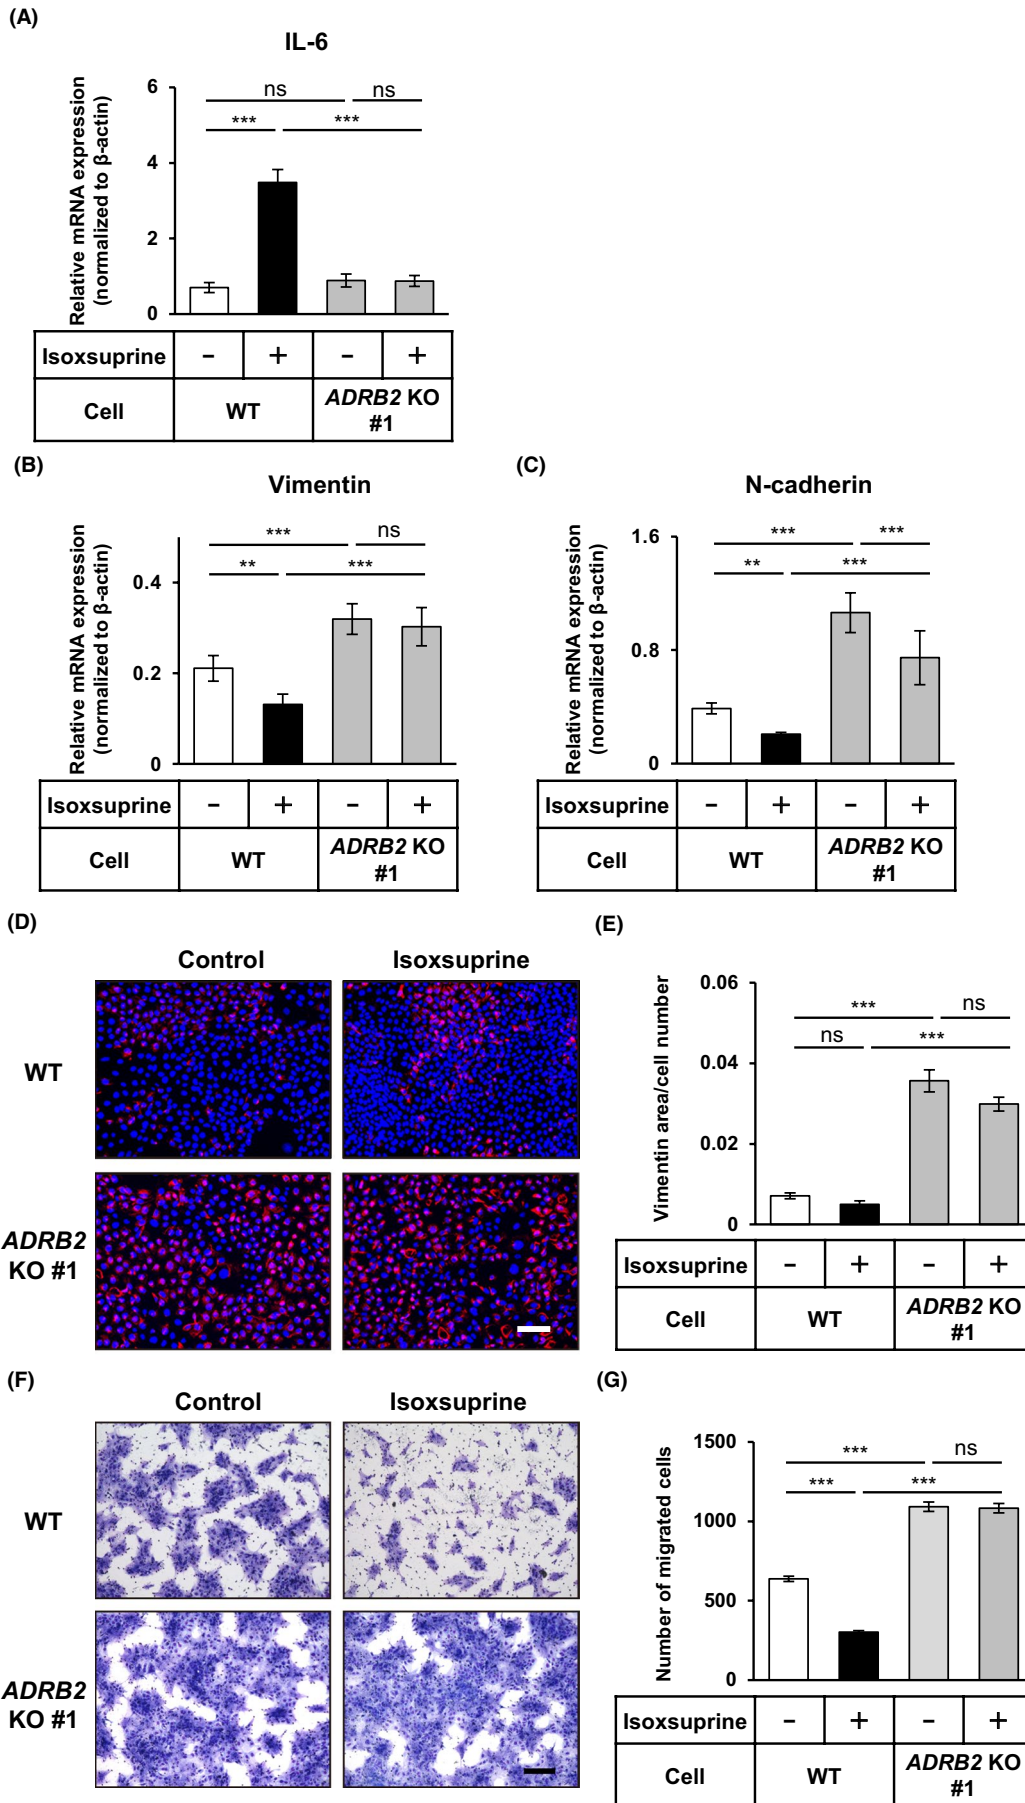 (A)
IL-6
Relative mRNA expression
(normalized to β-actin)
6
4
2
0
ns
ns
***
***
Isoxsuprine
−
+
−
+
Cell
WT
ADRB2 KO
#1
(B)
Vimentin
Relative mRNA expression
(normalized to β-actin)
0.4
0.2
0
***
ns
**
***
Isoxsuprine
−
+
−
+
Cell
WT
ADRB2 KO
#1
(C)
N-cadherin
Relative mRNA expression
(normalized to β-actin)
1.6
0.8
0
***
***
**
***
Isoxsuprine
−
+
−
+
Cell
WT
ADRB2 KO
#1
(D)
Control
Isoxsuprine
WT
ADRB2
KO #1
(E)
Vimentin area/cell number
0.06
0.04
0.02
0
***
ns
ns
***
Isoxsuprine
−
+
−
+
Cell
WT
ADRB2 KO
#1
(F)
Control
Isoxsuprine
WT
ADRB2
KO #1
(G)
Number of migrated cells
1500
1000
500
0
***
ns
***
***
Isoxsuprine
−
+
−
+
Cell
WT
ADRB2 KO
#1